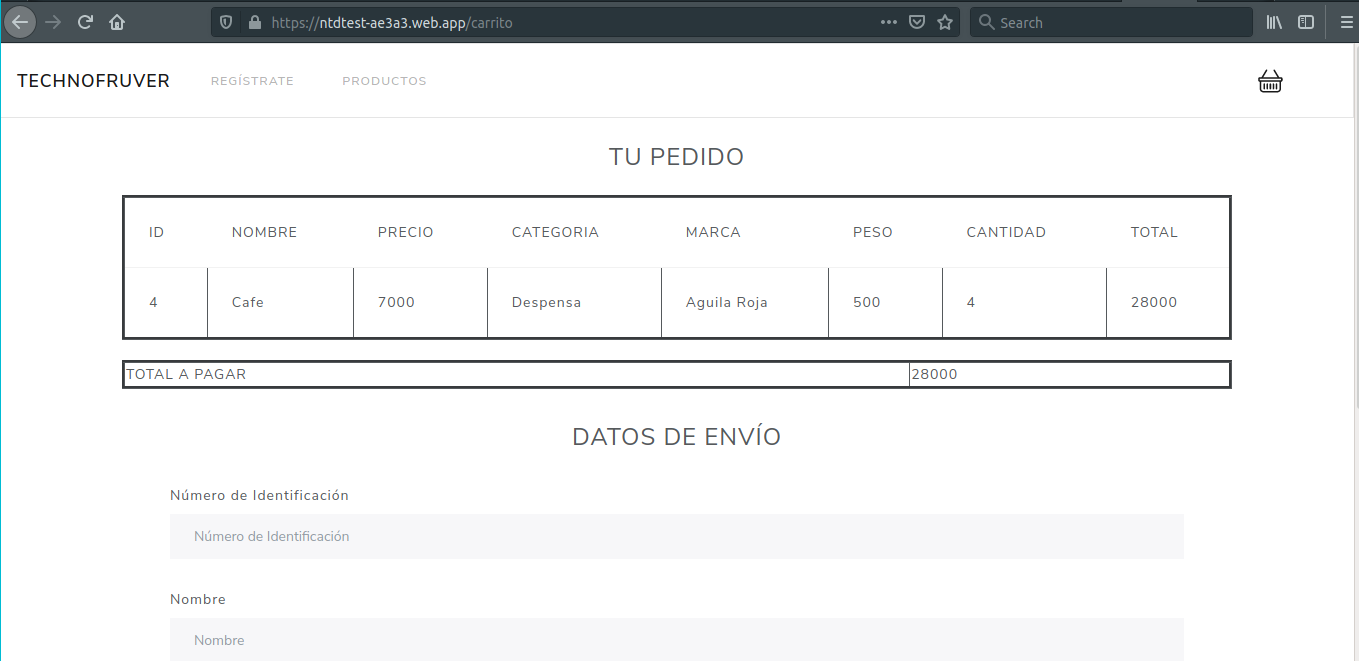 https://ntdtest-ae3a3.web.app/carrito
Search
TECHNOFRUVER REGÍSTRATE PRODUCTOS
TU PEDIDO
ID NOMBRE PRECIO CATEGORIA MARCA PESO CANTIDAD TOTAL
4 Cafe 7000 Despensa Aguila Roja 500 4 28000
TOTAL A PAGAR 28000
DATOS DE ENVÍO
Número de Identificación
Número de Identificación
Nombre
Nombre